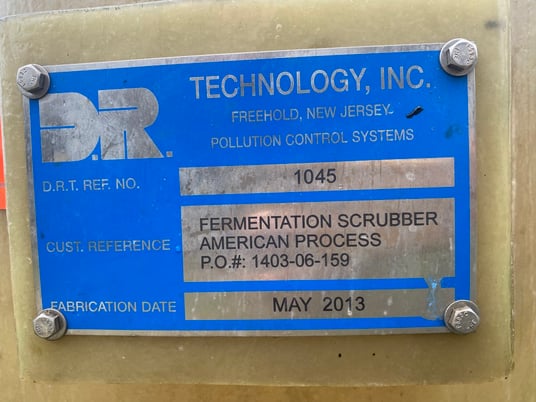 D.R. TECHNOLOGY, INC.
FREEHOLD, NEW JERSEY
POLLUTION CONTROL SYSTEMS
D.R.T. REF. NO. 1045
CUST. REFERENCE
FERMENTATION SCRUBBER
AMERICAN PROCESS
P.O.#: 1403-06-159
FABRICATION DATE MAY 2013